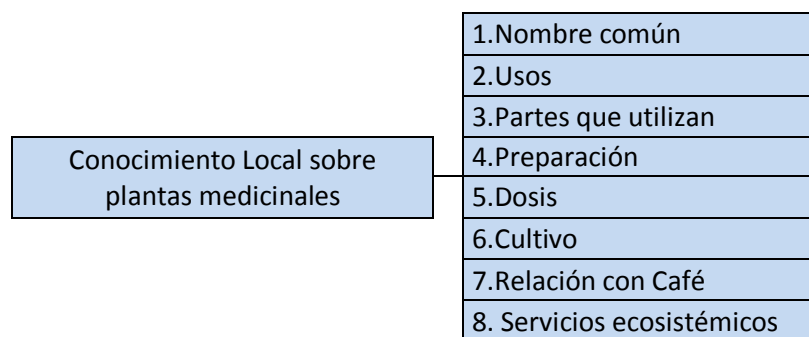 Conocimiento Local sobre
plantas medicinales
1.Nombre común
2.Usos
3.Partes que utilizan
4.Preparación
5.Dosis
6.Cultivo
7.Relación con Café
8. Servicios ecosistémicos